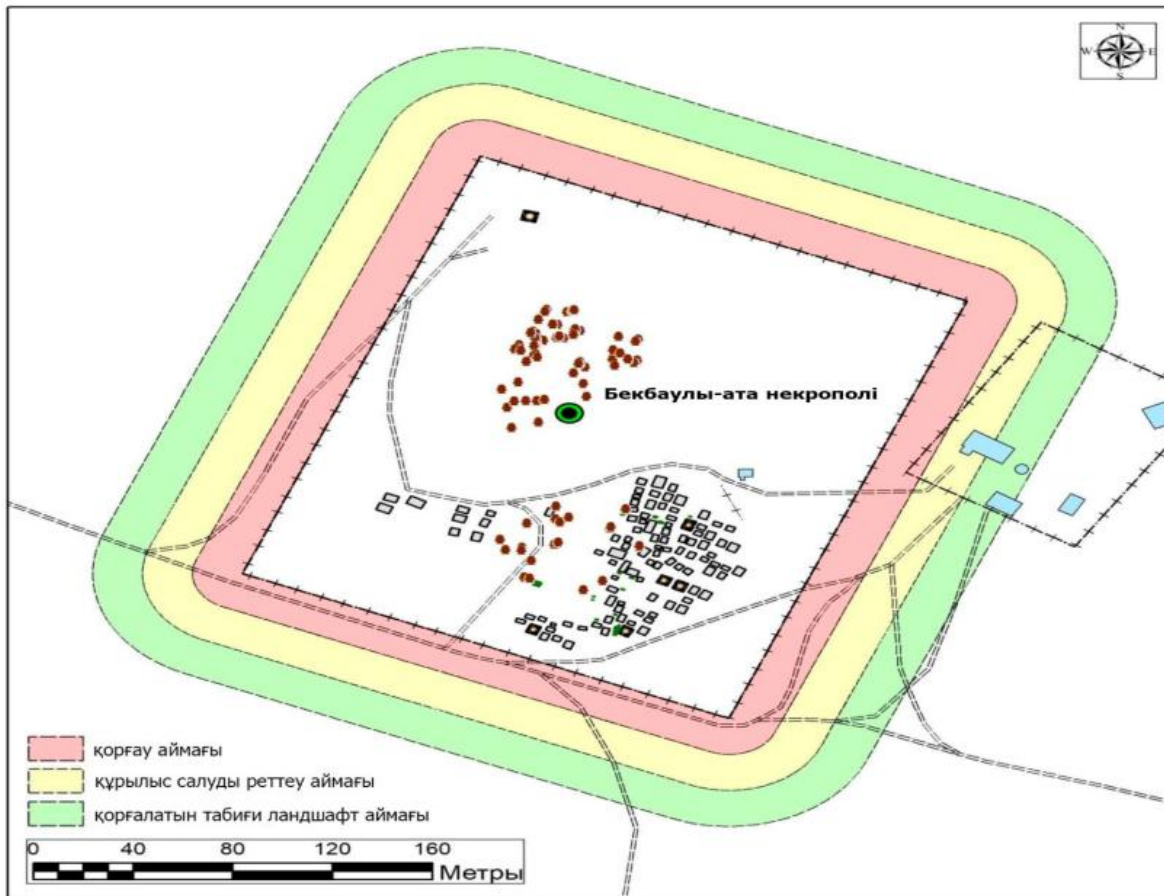 N
W E
S
Бекбаулы-ата некрополі
қорғау аймағы
құрылыс салуды реттеу аймағы
қорғалатын табиғи ландшафт аймағы
0 40 80 120 160
Метры